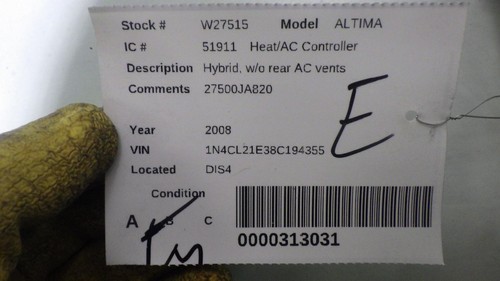 Stock # W27515 Model ALTIMA
IC # 51911 Heat/AC Controller
Description Hybrid, w/o rear AC vents
Comments 27500JA820
E
Year 2008
VIN 1N4CL21E38C194355
Located DIS4
Condition
A B C
0000313031